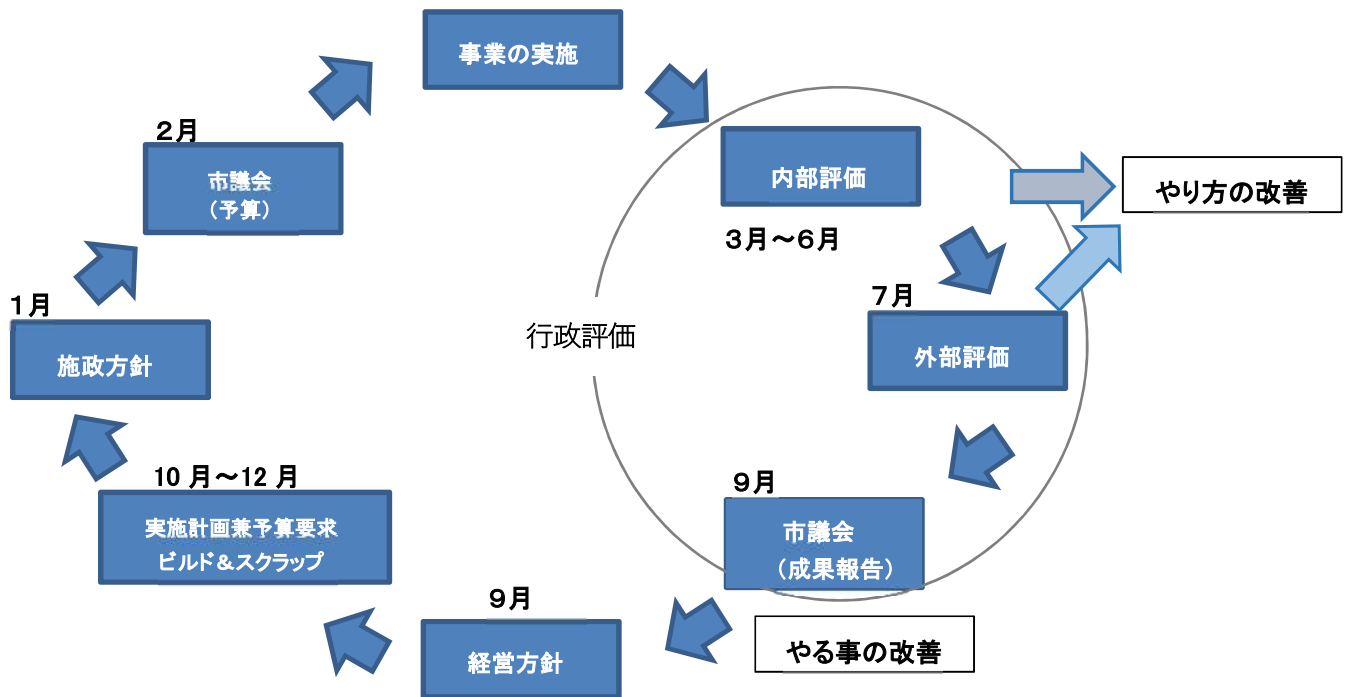 事業の実施
2月
市議会
（予算）
内部評価
3月～6月
やり方の改善
1月
施政方針
行政評価
7月
外部評価
10月～12月
実施計画兼予算要求
ビルド＆スクラップ
9月
市議会
（成果報告）
9月
経営方針
やる事の改善